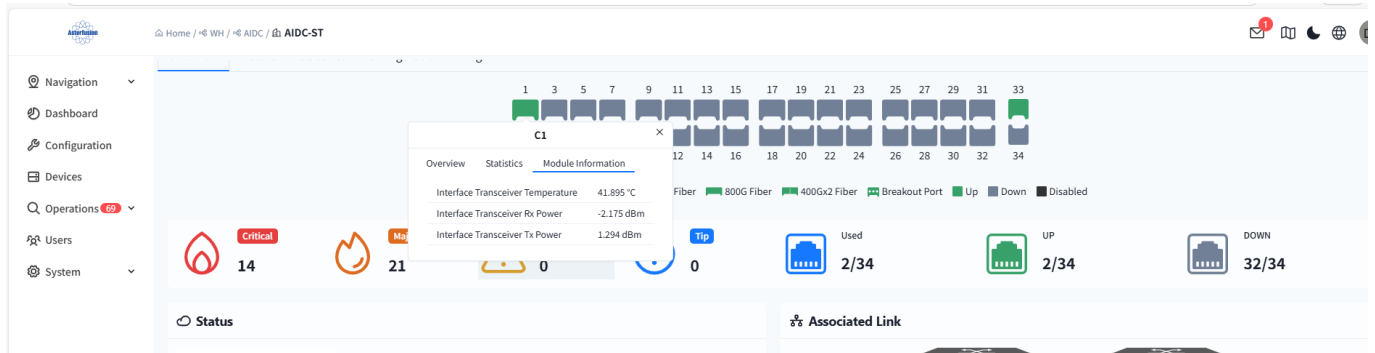 Asterfusion
Home / WH / AIDC / AIDC-ST
1
Navigation
Dashboard
Configuration
Devices
Operations 69
Users
System
1 3 5 7 9 11 13 15 17 19 21 23 25 27 29 31 33
C1
×
12 14 16 18 20 22 24 26 28 30 32 34
Overview Statistics Module Information
Interface Transceiver Temperature 41.895 °C
Interface Transceiver Rx Power -2.175 dBm
Interface Transceiver Tx Power 1.294 dBm
Fiber 800G Fiber 400Gx2 Fiber Breakout Port Up Down Disabled
Critical
14
Maj
21
0
Tip
0
Used
2/34
UP
2/34
DOWN
32/34
Status
Associated Link